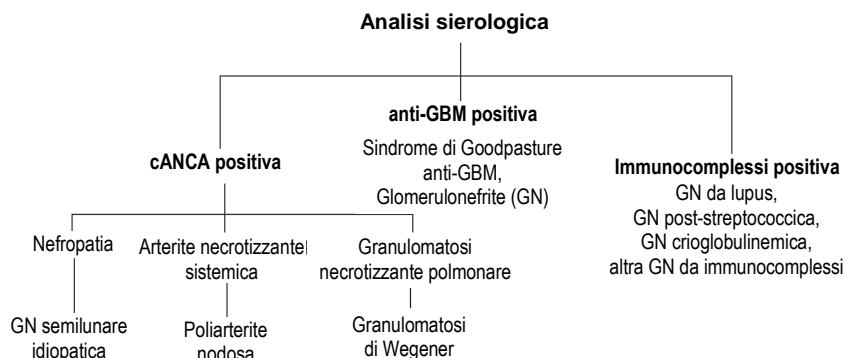 Analisi sierologica
anti-GBM positiva
Sindrome di Goodpasture
anti-GBM,
Glomerulonefrite (GN)
cANCA positiva
Immunocomplessi positiva
GN da lupus,
GN post-streptococcica,
GN crioglobulinemica,
altra GN da immunocomplessi
Nefropatia
Arterite necrotizzante
sistemica
Granulomatosi
necrotizzante polmonare
GN semilunare
idiopatica
Poliarterite
nodosa
Granulomatosi
di Wegener